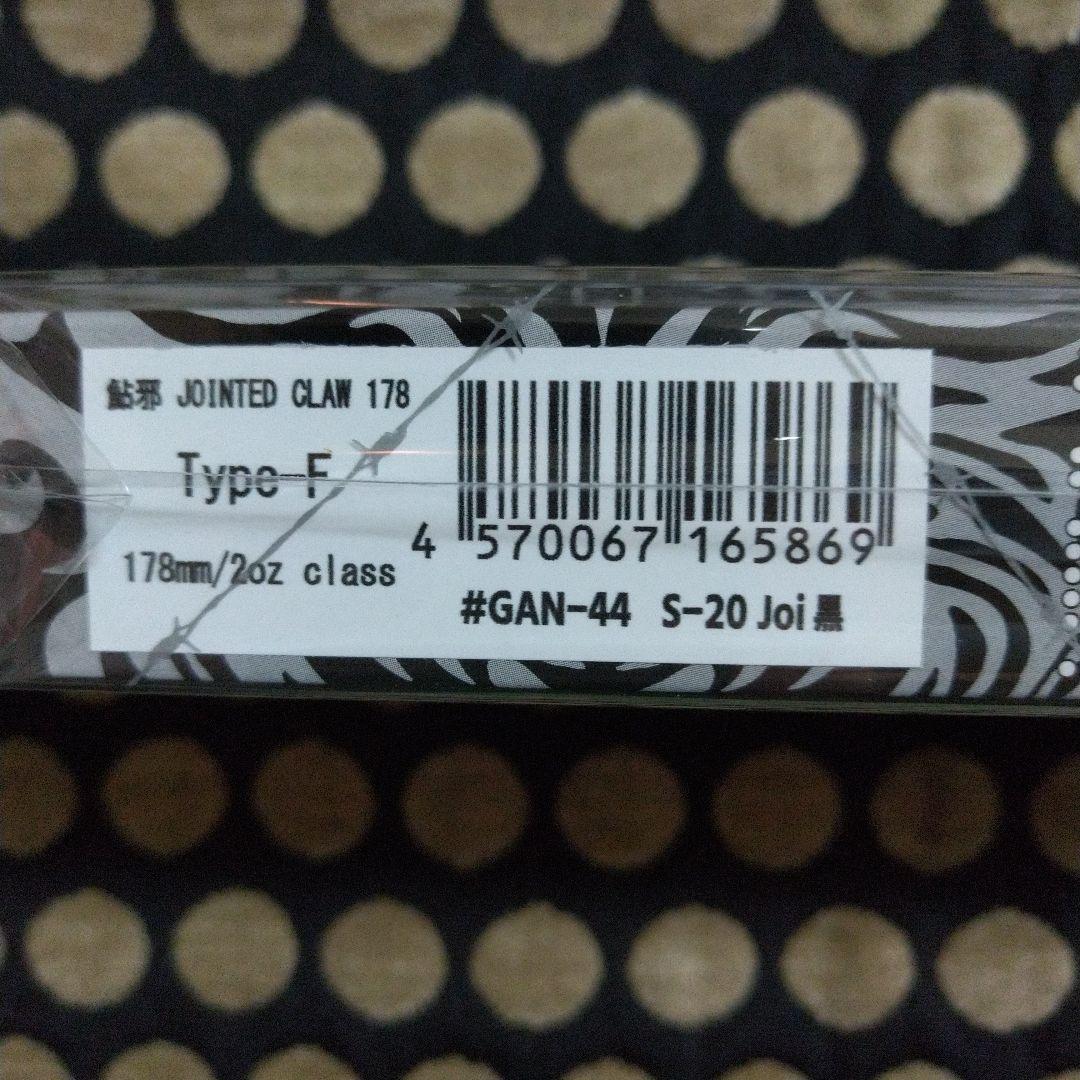 鮎邪 JOINTED CLAW 178
Type-F
178mm/2oz class
4 570067 165869
#GAN-44 S-20 Joi黒